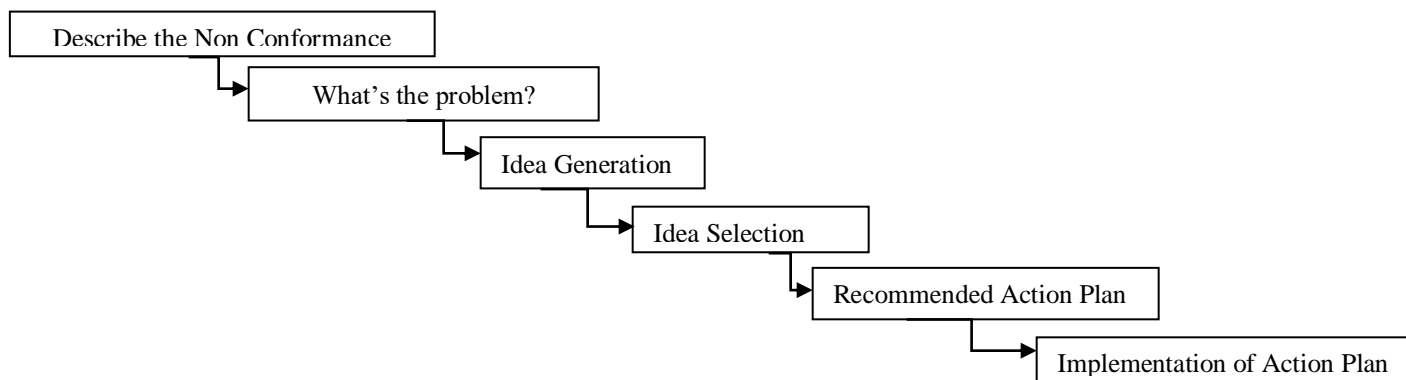 Describe the Non Conformance
What’s the problem?
Idea Generation
Idea Selection
Recommended Action Plan
Implementation of Action Plan